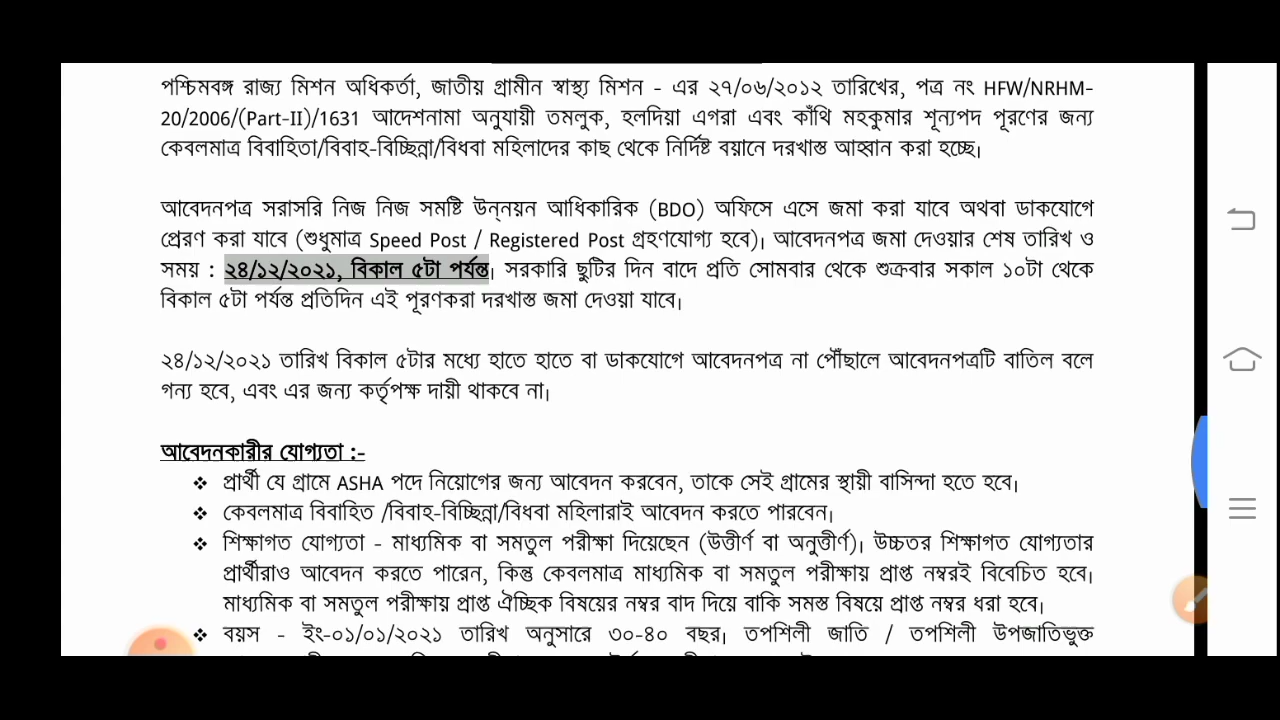 পশ্চিমবঙ্গ রাজ্য মিশন অধিকর্তা, জাতীয় গ্রামীন স্বাস্থ্য মিশন - এর ২৭/০৬/২০১২ তারিখের, পত্র নং HFW/NRHM-
20/2006/(Part-II)/1631 আদেশনামা অনুযায়ী তমলুক, হলদিয়া এগরা এবং কাঁথি মহকুমার শূন্যপদ পূরণের জন্য
কেবলমাত্র বিবাহিতা/বিবাহ-বিচ্ছিন্না/বিধবা মহিলাদের কাছ থেকে নির্দিষ্ট বয়ানে দরখাস্ত আহ্বান করা হচ্ছে।
আবেদনপত্র সরাসরি নিজ নিজ সমষ্টি উন্নয়ন আধিকারিক (BDO) অফিসে এসে জমা করা যাবে অথবা ডাকযোগে
প্রেরণ করা যাবে (শুধুমাত্র Speed Post / Registered Post গ্রহণযোগ্য হবে)। আবেদনপত্র জমা দেওয়ার শেষ তারিখ ও
সময় : ২৪/১২/২০২১, বিকাল ৫টা পর্যন্ত। সরকারি ছুটির দিন বাদে প্রতি সোমবার থেকে শুক্রবার সকাল ১০টা থেকে
বিকাল ৫টা পর্যন্ত প্রতিদিন এই পূরণকরা দরখাস্ত জমা দেওয়া যাবে।
২৪/১২/২০২১ তারিখ বিকাল ৫টার মধ্যে হাতে হাতে বা ডাকযোগে আবেদনপত্র না পৌঁছালে আবেদনপত্রটি বাতিল বলে
গন্য হবে, এবং এর জন্য কর্তৃপক্ষ দায়ী থাকবে না।
আবেদনকারীর যোগ্যতা :-
❖ প্রার্থী যে গ্রামে ASHA পদে নিয়োগের জন্য আবেদন করবেন, তাকে সেই গ্রামের স্থায়ী বাসিন্দা হতে হবে।
❖ কেবলমাত্র বিবাহিত /বিবাহ-বিচ্ছিন্না/বিধবা মহিলারাই আবেদন করতে পারবেন।
❖ শিক্ষাগত যোগ্যতা - মাধ্যমিক বা সমতুল পরীক্ষা দিয়েছেন (উত্তীর্ণ বা অনুত্তীর্ণ)। উচ্চতর শিক্ষাগত যোগ্যতার
প্রার্থীরাও আবেদন করতে পারেন, কিন্তু কেবলমাত্র মাধ্যমিক বা সমতুল পরীক্ষায় প্রাপ্ত নম্বরই বিবেচিত হবে।
মাধ্যমিক বা সমতুল পরীক্ষায় প্রাপ্ত ঐচ্ছিক বিষয়ের নম্বর বাদ দিয়ে বাকি সমস্ত বিষয়ে প্রাপ্ত নম্বর ধরা হবে।
❖ বয়স - ইং-০১/০১/২০২১ তারিখ অনুসারে ৩০-৪০ বছর। তপশিলী জাতি / তপশিলী উপজাতিভুক্ত